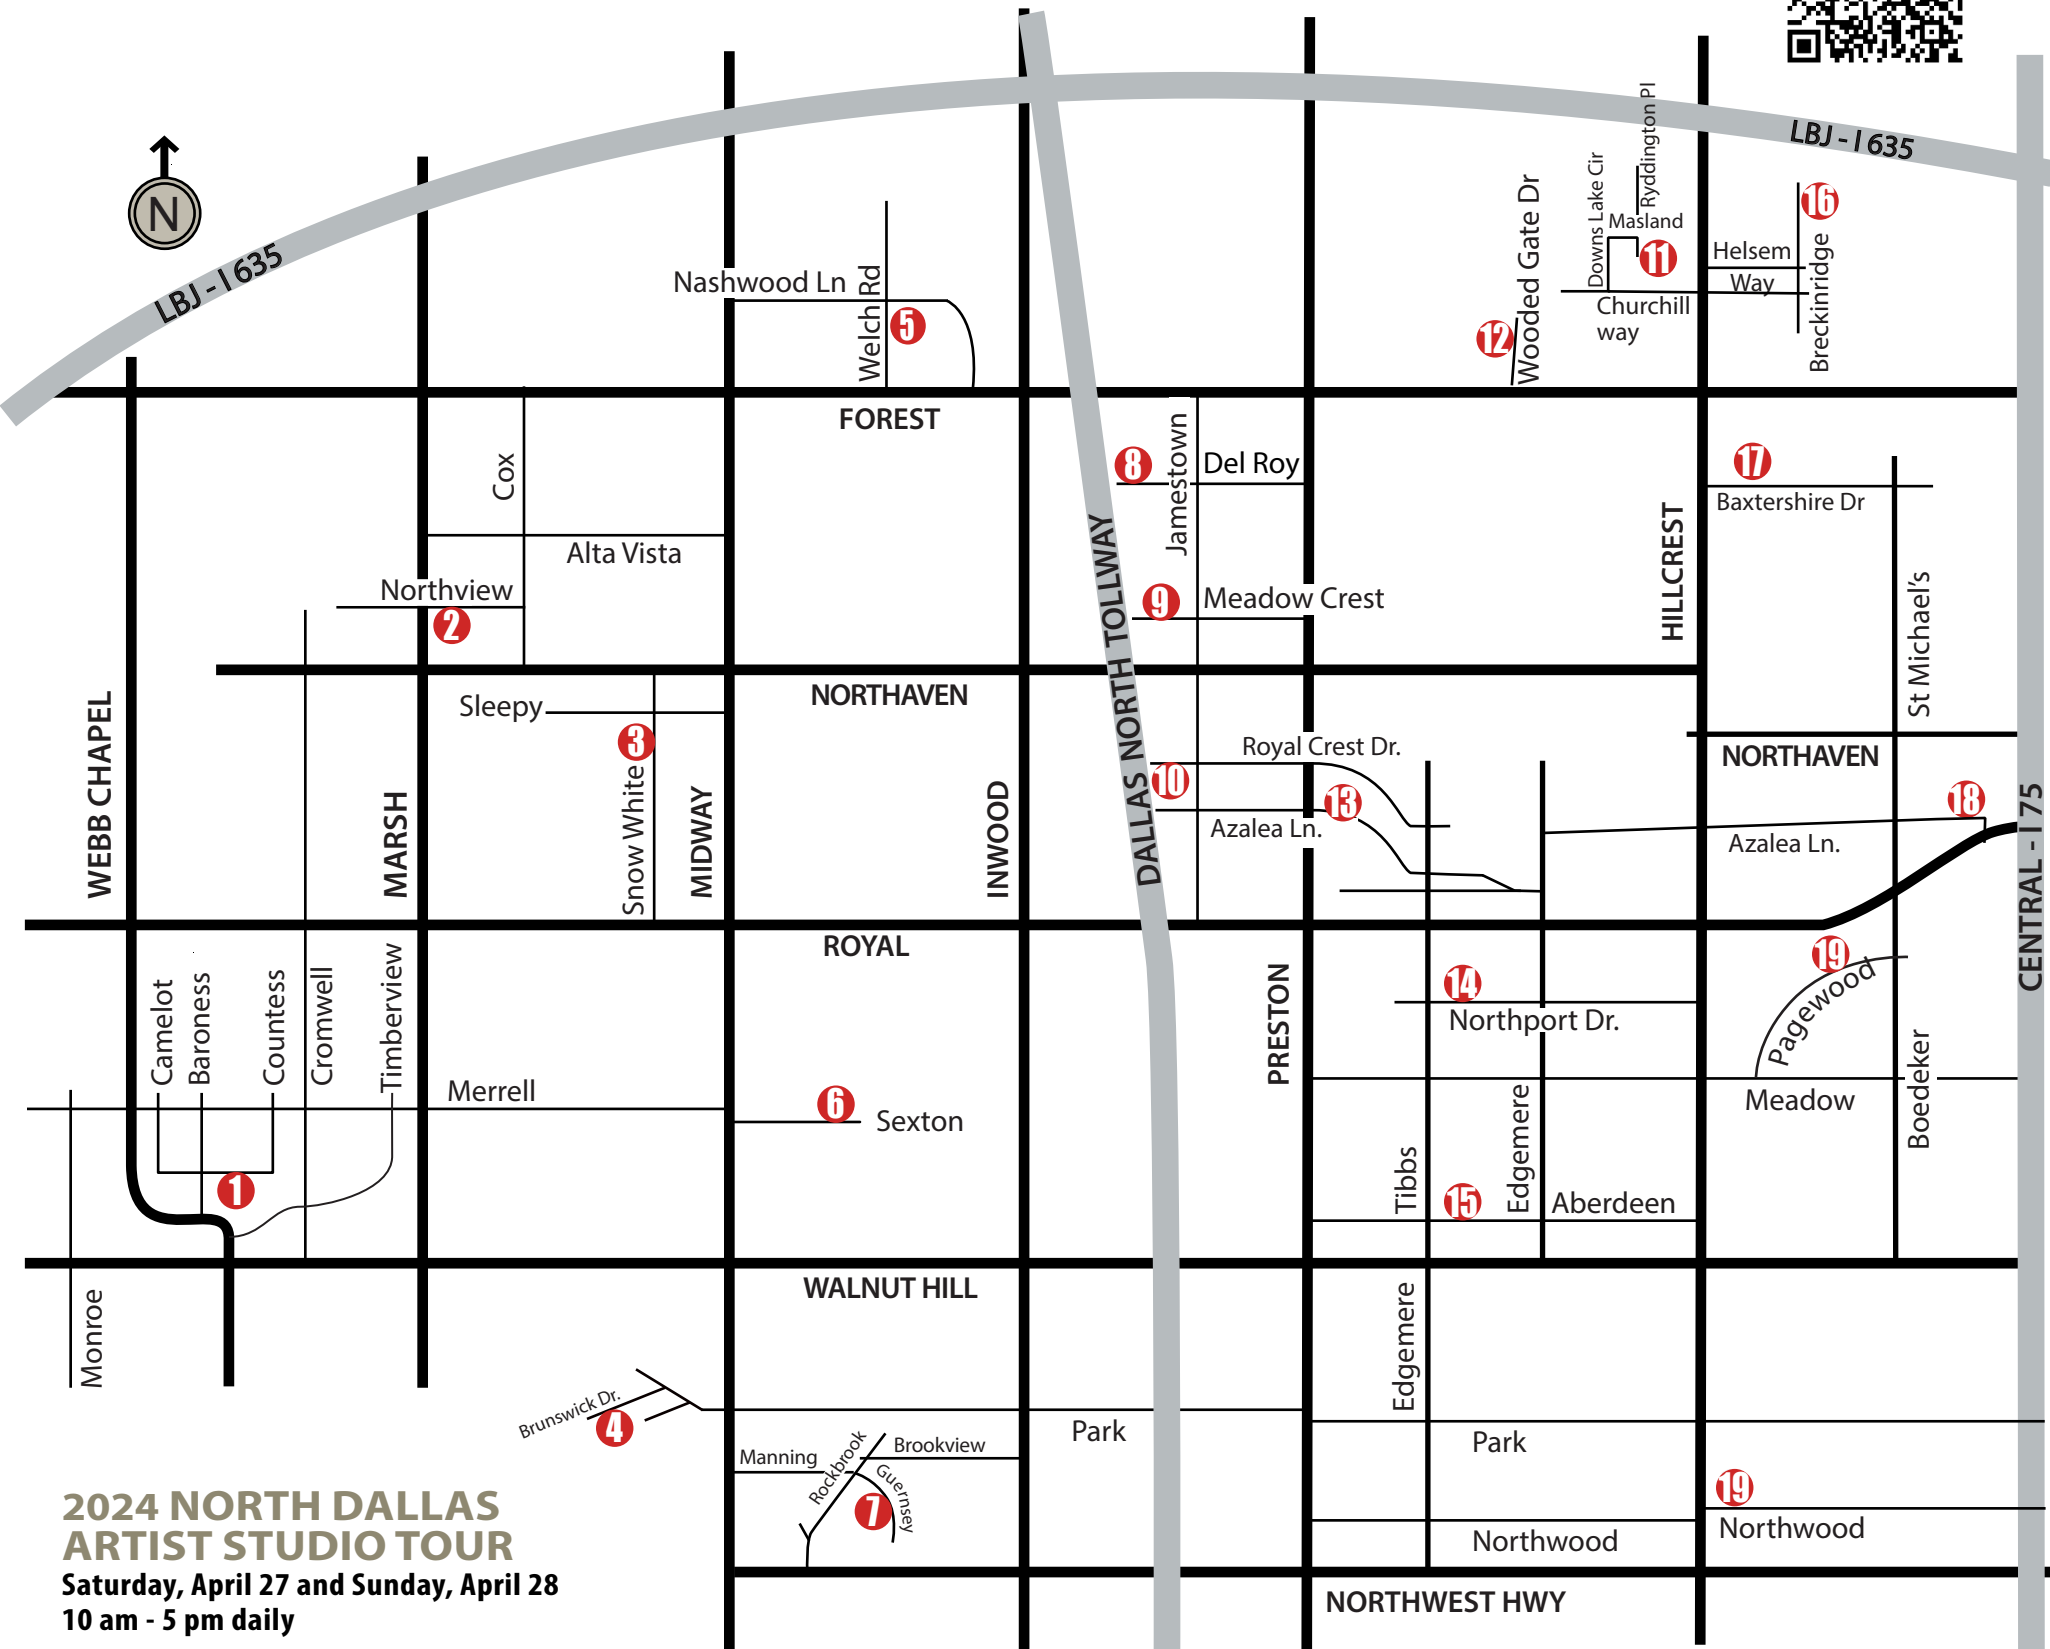 LBJ - I 635
Ryddington Pl
Downs Lake Cir
Masland
16
N
LBJ - I 635
Wooded Gate Dr
11
Helsem
Way
Breckinridge
Nashwood Ln
Welch Rd
5
12
Churchill
way
FOREST
Cox
8
Jamestown
Del Roy
17
Baxtershire Dr
Alta Vista
Northview
2
9
Meadow Crest
HILLCREST
St Michael's
DALLAS NORTH TOLLWAY
NORTHAVEN
Sleepy
3
Snow White
WEBB CHAPEL
MARSH
MIDWAY
INWOOD
Royal Crest Dr.
10
13
Azalea Ln.
NORTHAVEN
18
Azalea Ln.
CENTRAL - I 75
ROYAL
Camelot
Baroness
Countess
Cromwell
Timberview
PRESTON
14
Northport Dr.
19
Pagewood
Merrell
6
Sexton
Meadow
Boedeker
1
Tibbs
15
Edgemere
Aberdeen
WALNUT HILL
Monroe
Edgemere
Brunswick Dr.
4
Park
Park
Manning
Rockbrook
Brookview
Guernsey
7
19
Northwood
Northwood
NORTHWEST HWY
2024 NORTH DALLAS
ARTIST STUDIO TOUR
Saturday, April 27 and Sunday, April 28
10 am - 5 pm daily